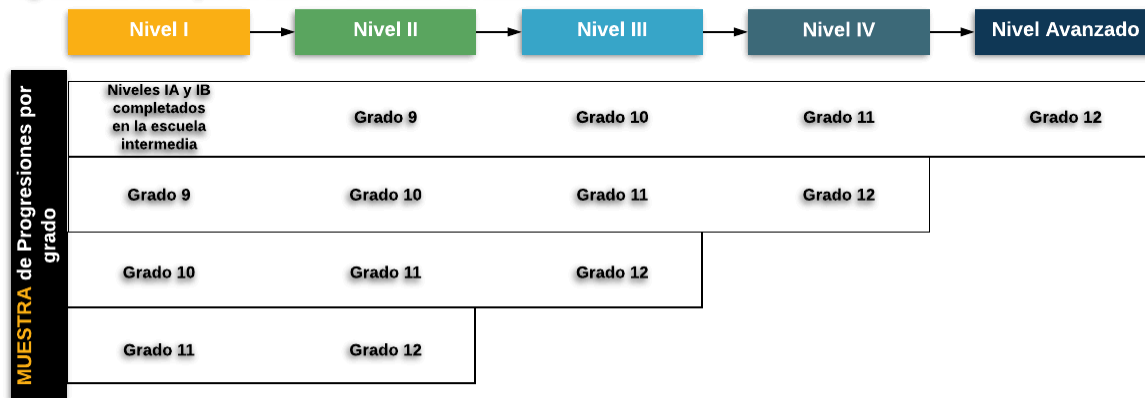 Nivel I
Nivel II
Nivel III
Nivel IV
Nivel Avanzado
MUESTRA de Progresiones por
grado
Niveles IA y IB
completados
en la escuela
intermedia
Grado 9
Grado 10
Grado 11
Grado 12
Grado 9
Grado 10
Grado 11
Grado 12
Grado 10
Grado 11
Grado 12
Grado 11
Grado 12